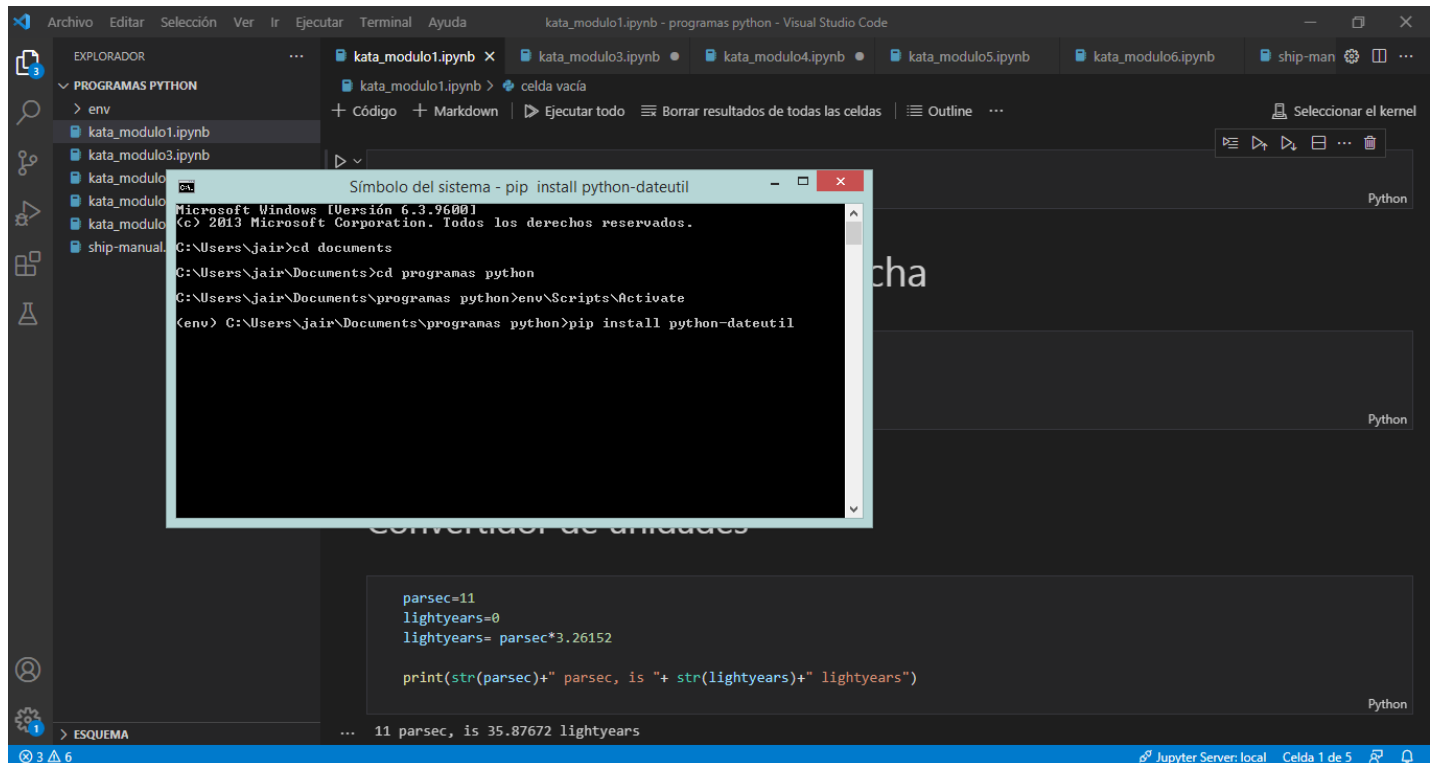 Archivo Editar Selección Ver Ir Ejecutar Terminal Ayuda
kata_modulo1.ipynb - programas python - Visual Studio Code
EXPLORADOR
kata_modulo1.ipynb kata_modulo3.ipynb kata_modulo4.ipynb kata_modulo5.ipynb kata_modulo6.ipynb ship-man
PROGRAMAS PYTHON
kata_modulo1.ipynb > celda vacía
Código Markdown Ejecutar todo Borrar resultados de todas las celdas Outline ... Seleccionar el kernel
env
kata_modulo1.ipynb
kata_modulo3.ipynb
kata_modulo
kata_modulo
kata_modulo
ship-manual.
3
Python
Símbolo del sistema - pip install python-dateutil
Microsoft Windows [Versión 6.3.9600]
(c) 2013 Microsoft Corporation. Todos los derechos reservados.
C:\Users\jair>cd documents
C:\Users\jair\Documents>cd programas python
C:\Users\jair\Documents\programas python>env\Scripts\Activate
(env) C:\Users\jair\Documents\programas python>pip install python-dateutil
cha
Python
Convertidor de unidades
parsec=11
lightyears=0
lightyears= parsec*3.26152
print(str(parsec)+" parsec, is "+ str(lightyears)+" lightyears")
Python
... 11 parsec, is 35.87672 lightyears
1
ESQUEMA
3 6 Jupyter Server: local Celda 1 de 5